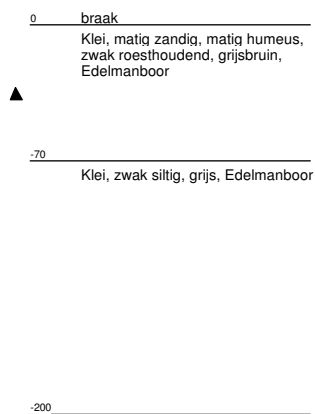 0 braak
Klei, matig zandig, matig humeus,
zwak roesthoudend, grijsbruin,
Edelmanboor
-70
Klei, zwak siltig, grijs, Edelmanboor
-200